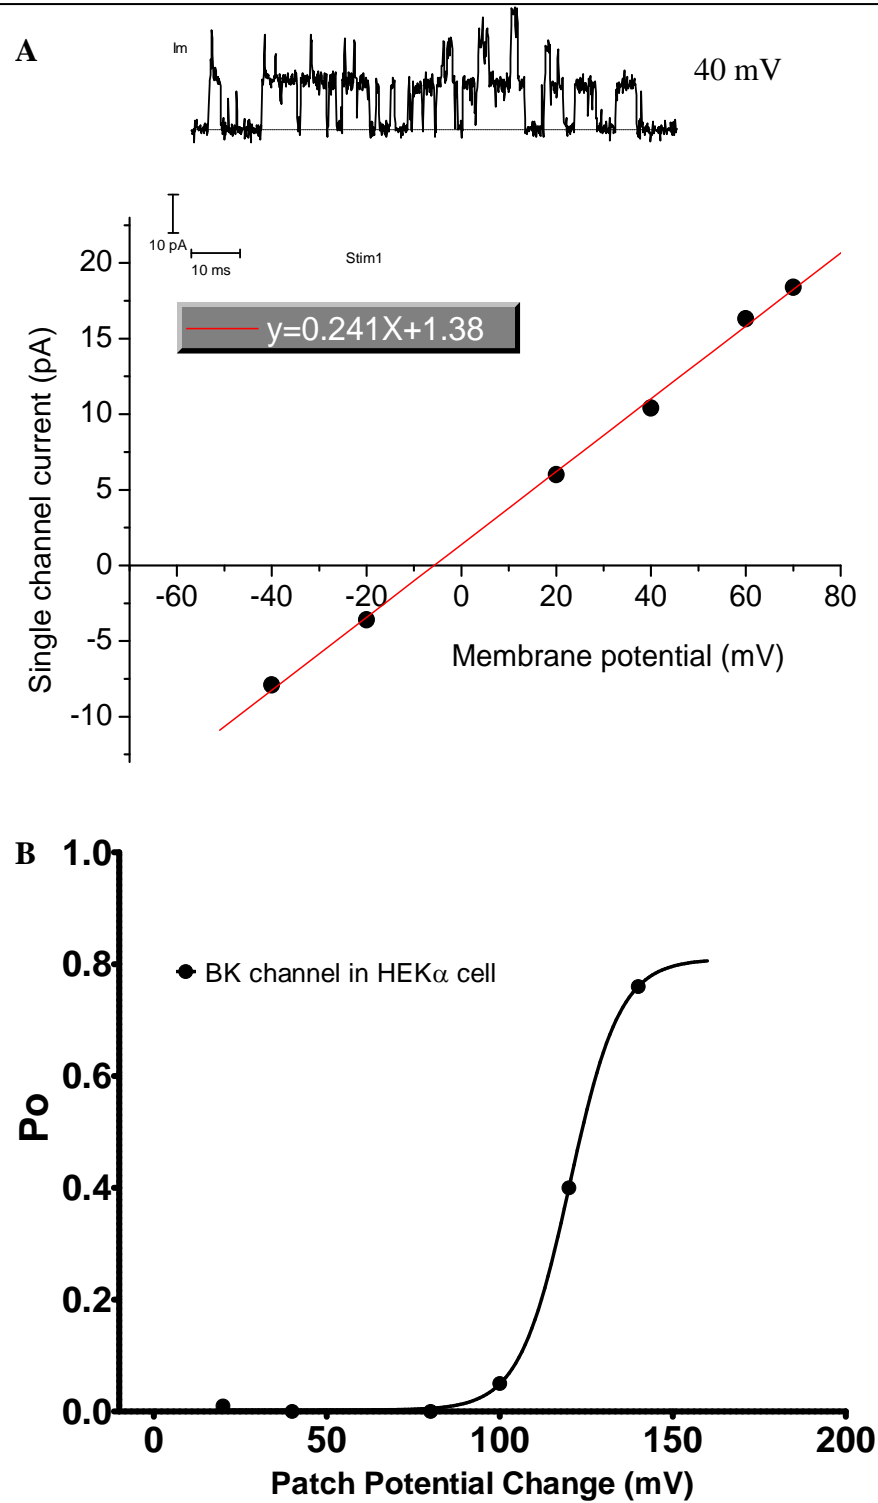 A
Im
40 mV
10 pA
10 ms
Stim1
y=0.241X+1.38
Single channel current (pA)
20
15
10
5
0
-5
-10
-60 -40 -20 0 20 40 60 80
Membrane potential (mV)
B
1.0
0.8
0.6
0.4
0.2
0.0
BK channel in HEKα cell
Po
0 50 100 150 200
Patch Potential Change (mV)